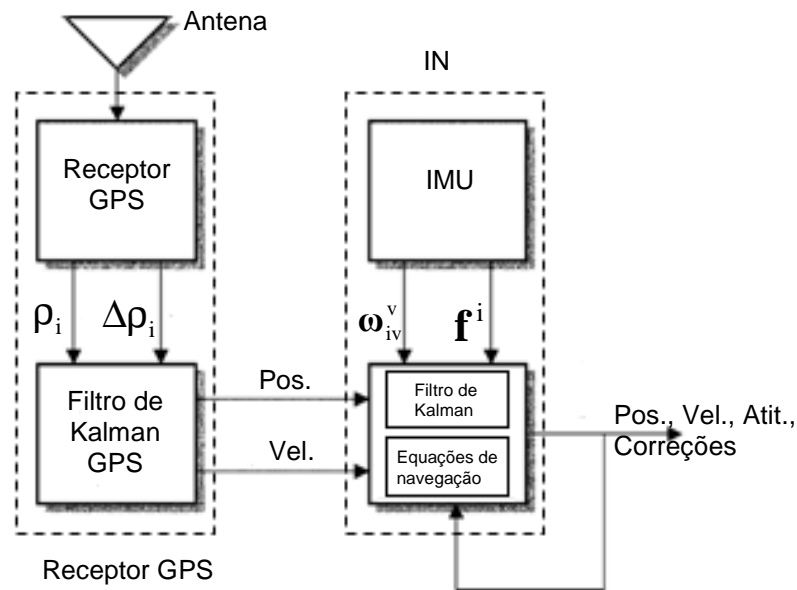 Antena
IN
Receptor
GPS
IMU
ρᵢ
Δρᵢ
ωᵢᵥᵛ
fⁱ
Filtro de
Kalman
GPS
Pos.
Vel.
Filtro de
Kalman
Equações de
navegação
Pos., Vel., Atit.,
Correções
Receptor GPS